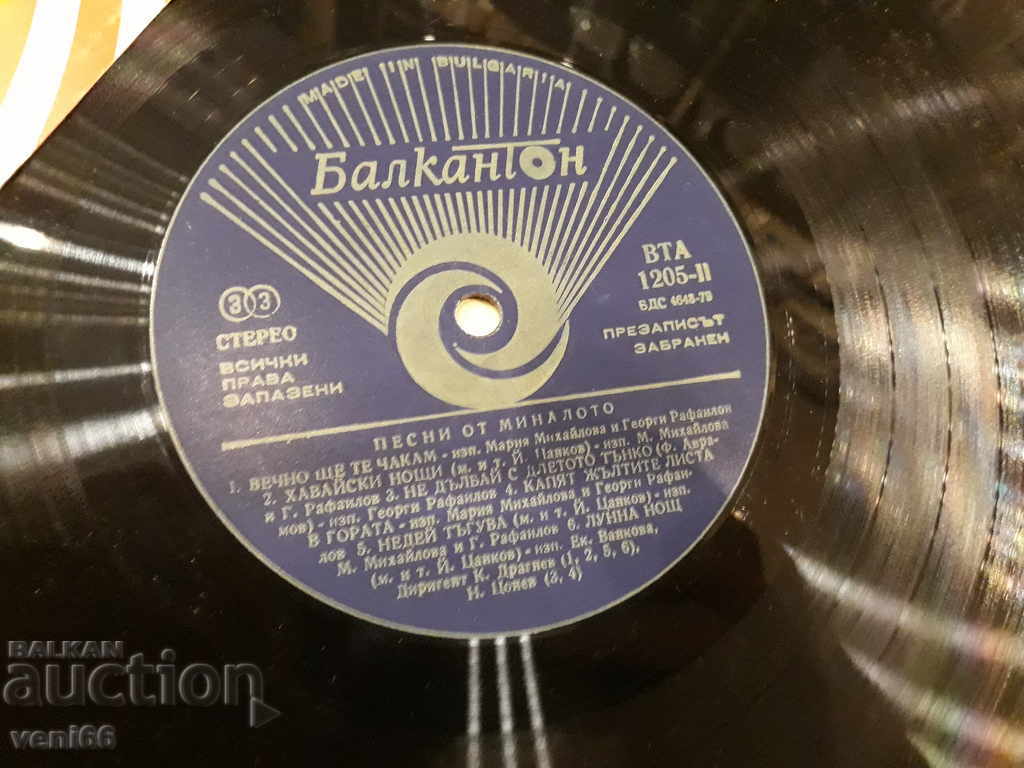 MADE IN BULGARIA
Балкантон
33
СТЕРЕО
ВСИЧКИ
ПРАВА
ЗАПАЗЕНИ
ВТА
1205-II
БДС 4648-79
ПРЕЗАПИСЪТ
ЗАБРАНЕН
ПЕСНИ ОТ МИНАЛОТО
1. ВЕЧНО ЩЕ ТЕ ЧАКАМ - изп. Мария Михайлова и Георги Рафаилов
2. ХАВАЙСКИ НОЩИ (м. и т. Й. Цанков) - изп. М. Михайлова
и Г. Рафаилов 3. НЕ ДЪЛБАЙ С ДЛЕТОТО ТЪНКО (Ф. Авра-
мов) - изп. Георги Рафаилов 4. КАПЯТ ЖЪЛТИТЕ ЛИСТА
В ГОРАТА - изп. Мария Михайлова и Георги Рафаи-
лов 5. НЕДЕЙ ТЪГУВА (м. и т. Й. Цанков) - изп.
М. Михайлова и Г. Рафаилов 6. ЛУННА НОЩ
(м. и т. Й. Цанков) - изп. Ек. Ванкова,
Диригент К. Драгнев (1, 2, 5, 6),
И. Цонев (3, 4)
BALKAN
auction
veni66